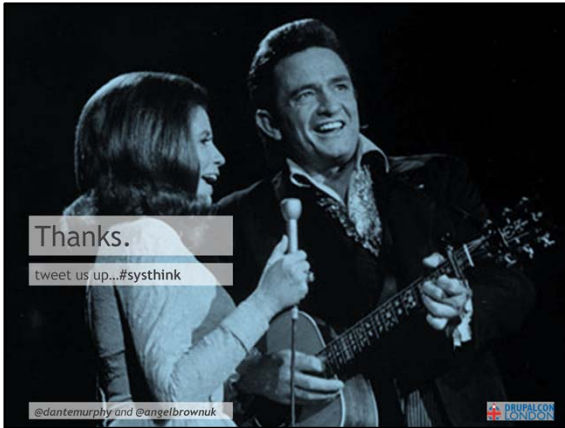 Thanks.
tweet us up...#systhink
@dantemurphy and @angelbrownuk
DRUPALCON
LONDON